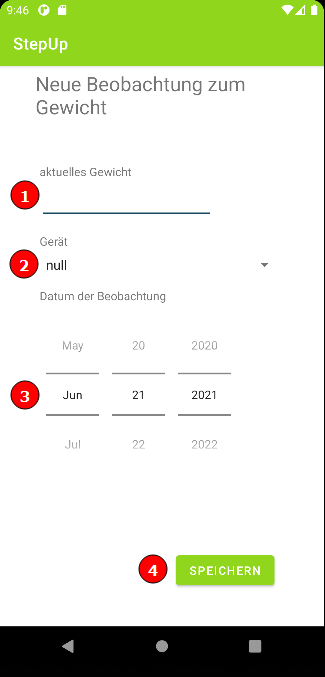 9:46
StepUp
Neue Beobachtung zum
Gewicht
aktuelles Gewicht
1
Gerät
2 null
Datum der Beobachtung
May 20 2020
3 Jun 21 2021
Jul 22 2022
4 SPEICHERN